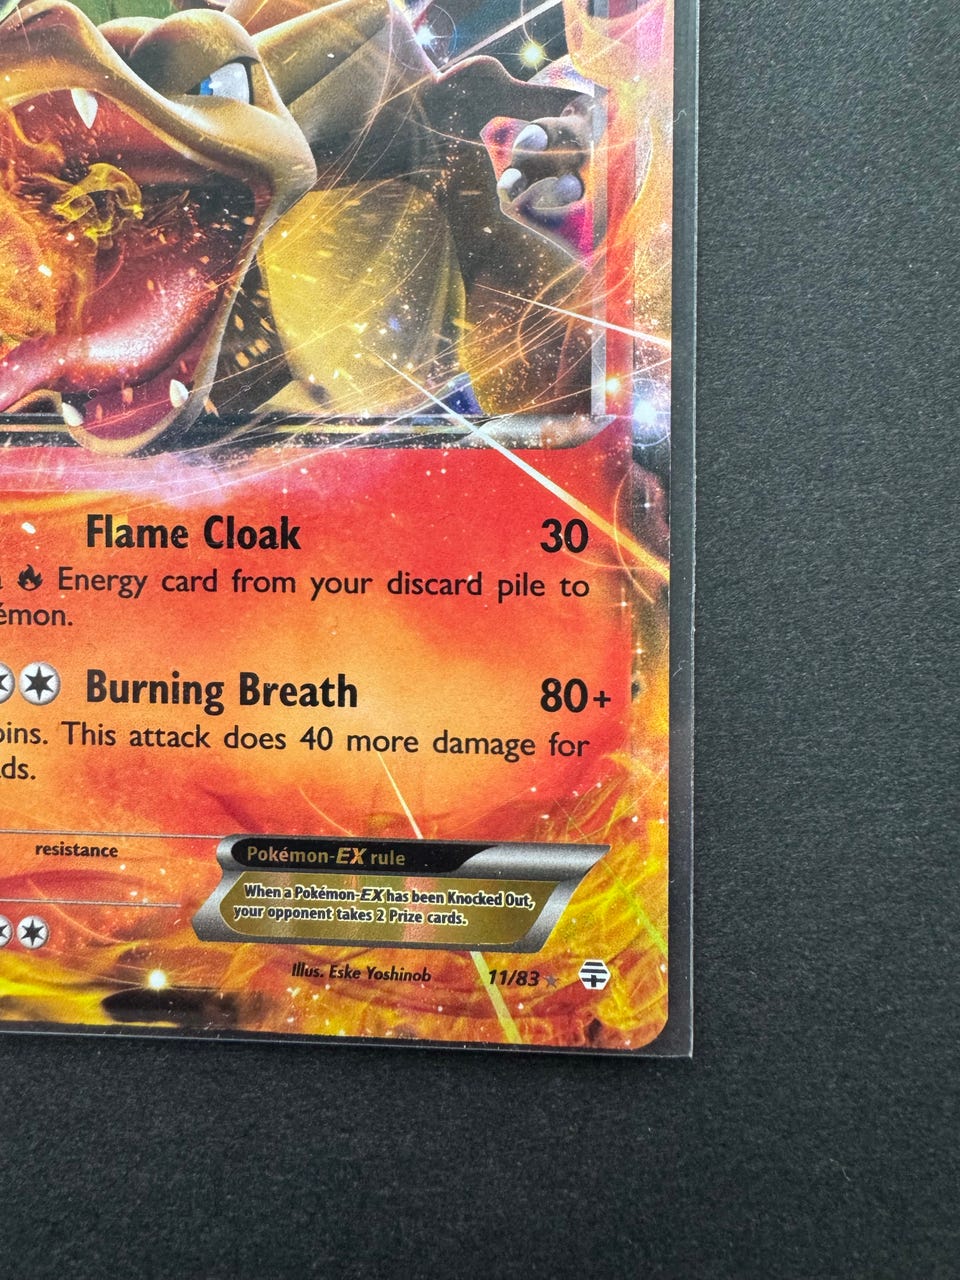 Flame Cloak 30
Energy card from your discard pile to
émon.
Burning Breath 80+
oins. This attack does 40 more damage for
ds.
resistance
Pokémon-EX rule
When a Pokémon-EX has been Knocked Out,
your opponent takes 2 Prize cards.
Illus. Eske Yoshinob 11/83